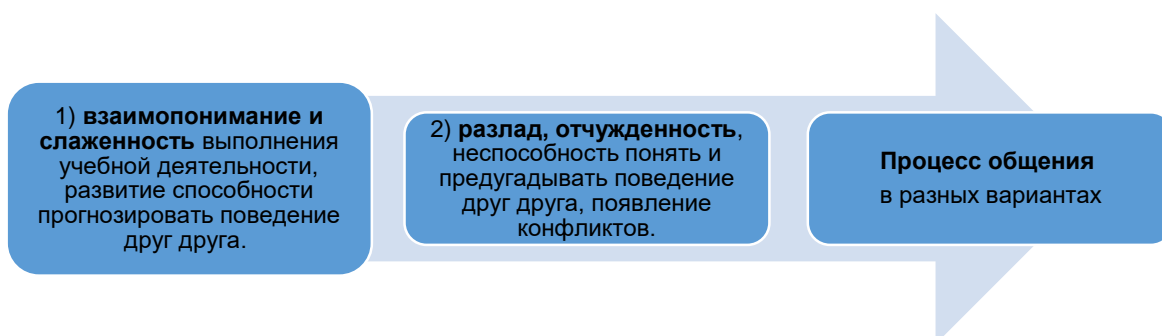 1) взаимопонимание и
слаженность выполнения
учебной деятельности,
развитие способности
прогнозировать поведение
друг друга.
2) разлад, отчужденность,
неспособность понять и
предугадывать поведение
друг друга, появление
конфликтов.
Процесс общения
в разных вариантах